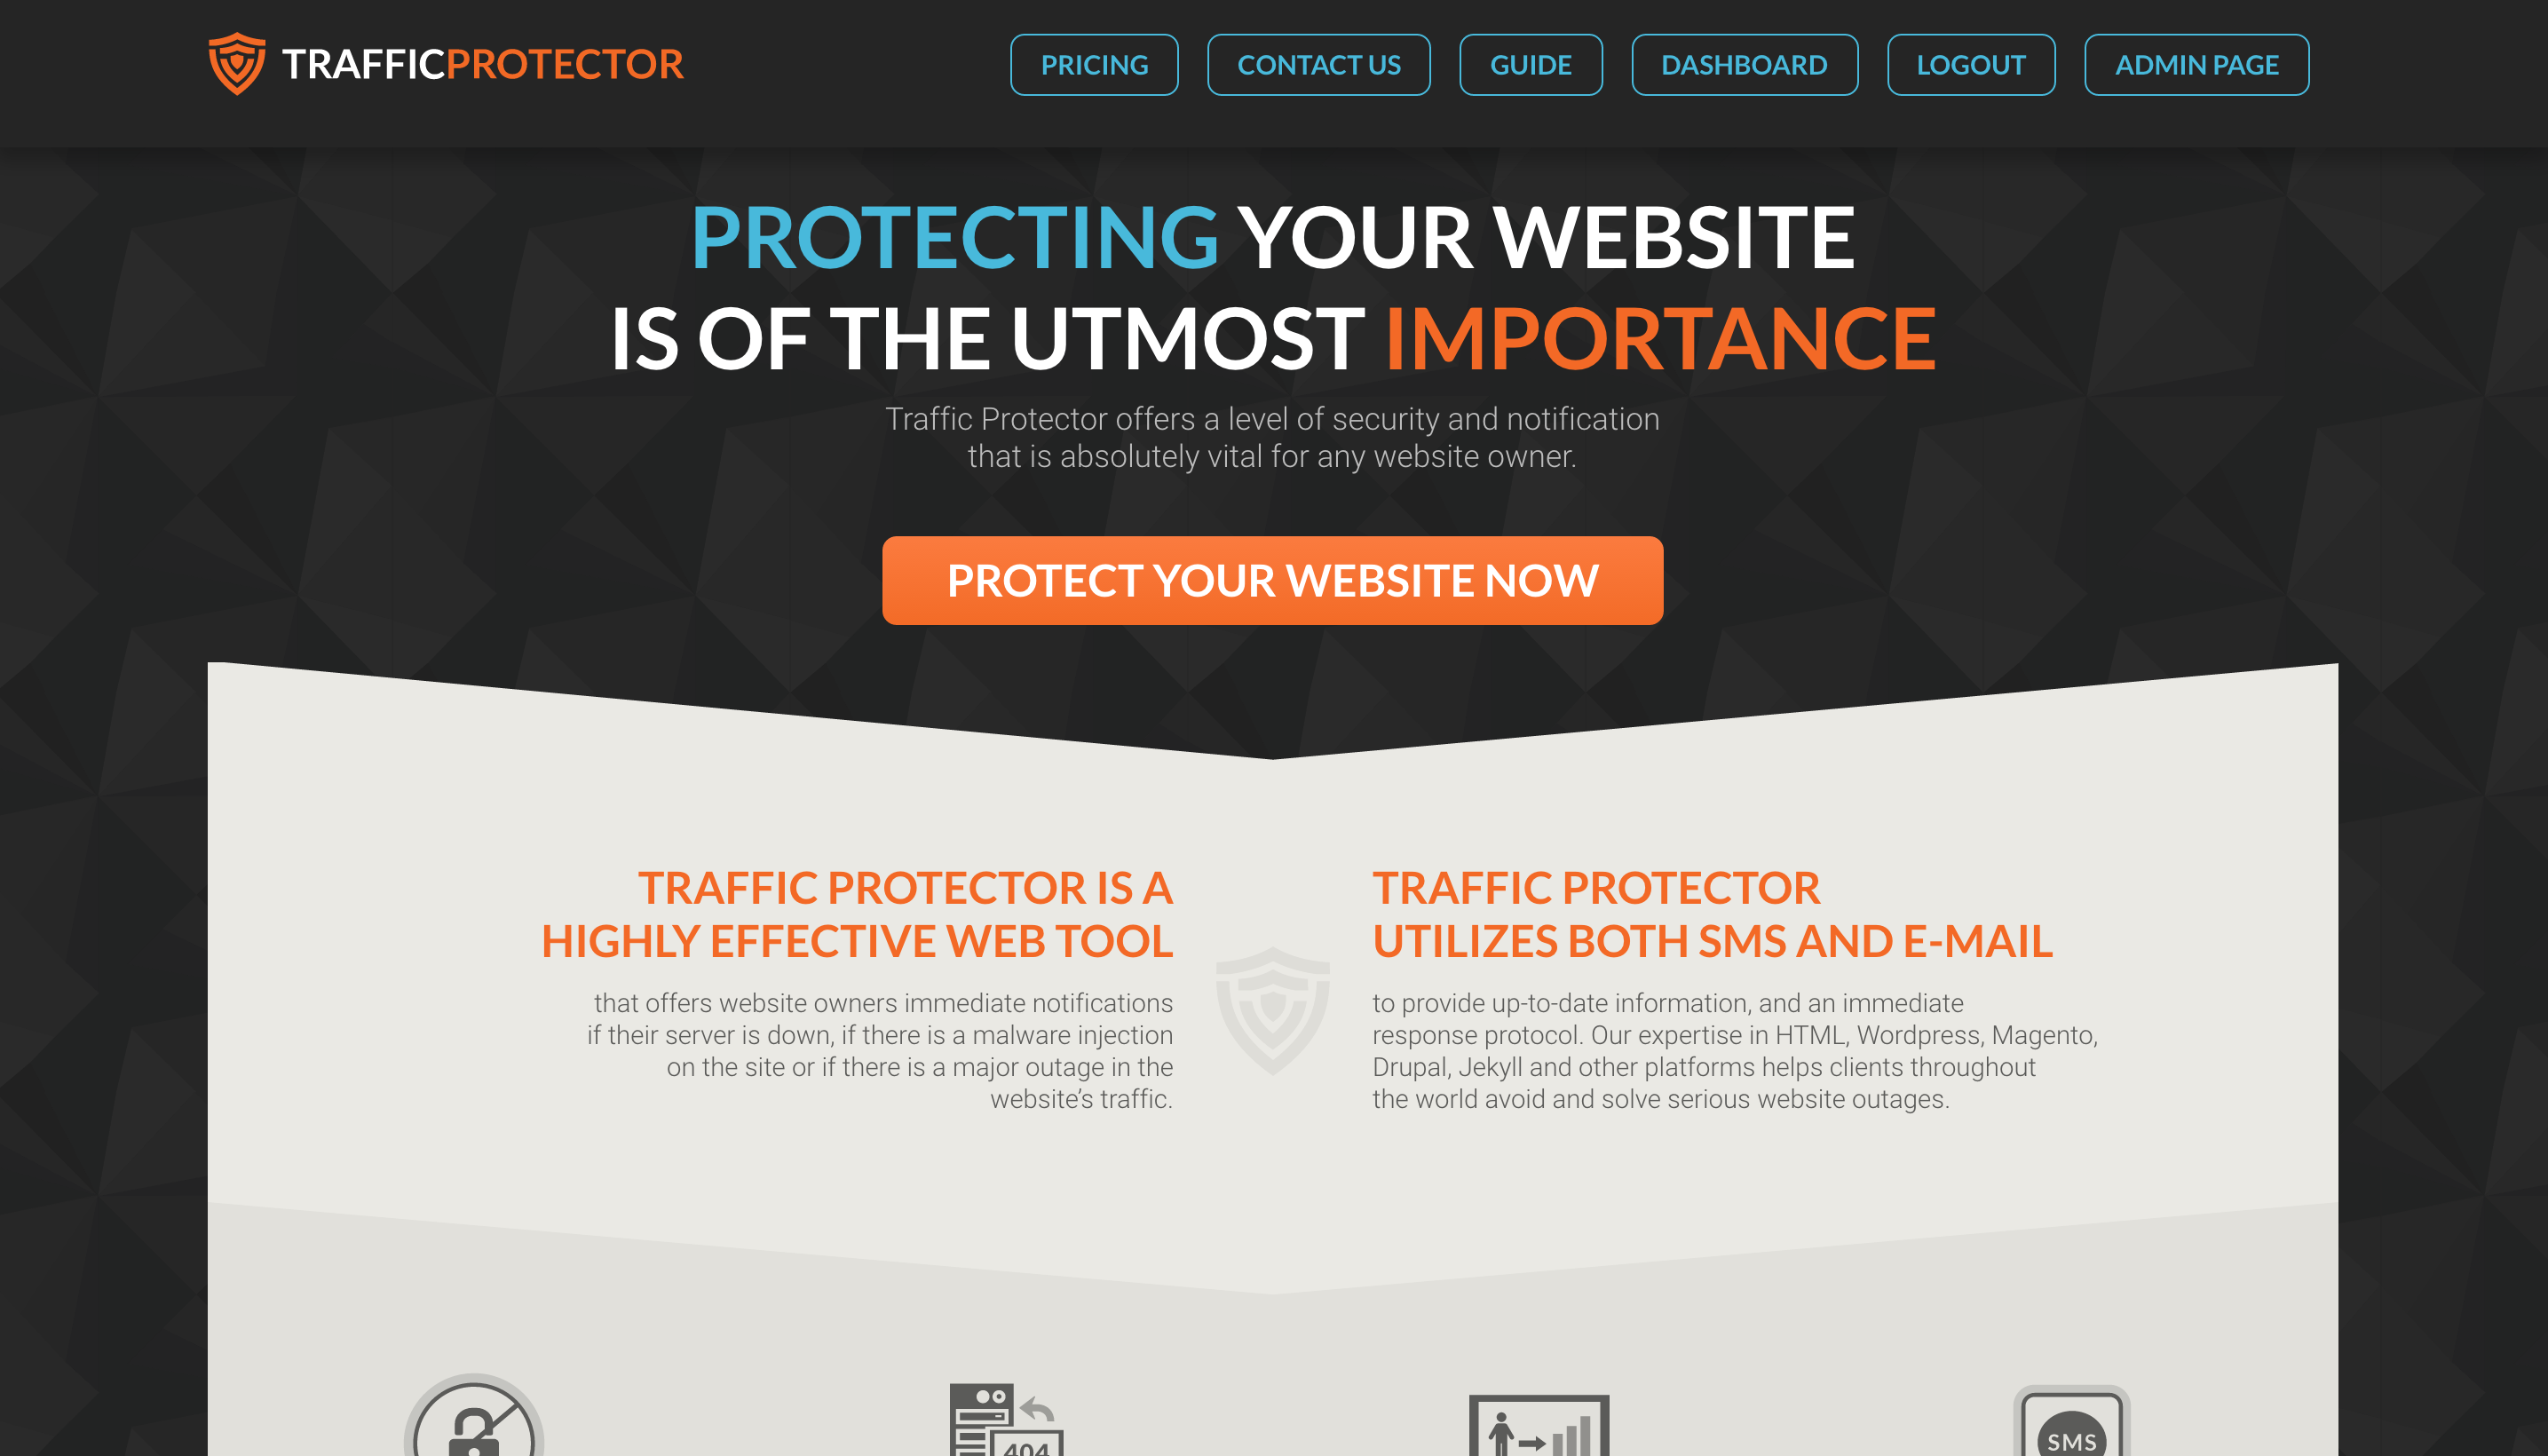 TRAFFICPROTECTOR
PRICING
CONTACT US
GUIDE
DASHBOARD
LOGOUT
ADMIN PAGE
PROTECTING YOUR WEBSITE
IS OF THE UTMOST IMPORTANCE
Traffic Protector offers a level of security and notification
that is absolutely vital for any website owner.
PROTECT YOUR WEBSITE NOW
TRAFFIC PROTECTOR IS A
HIGHLY EFFECTIVE WEB TOOL
that offers website owners immediate notifications
if their server is down, if there is a malware injection
on the site or if there is a major outage in the
website’s traffic.
TRAFFIC PROTECTOR
UTILIZES BOTH SMS AND E-MAIL
to provide up-to-date information, and an immediate
response protocol. Our expertise in HTML, Wordpress, Magento,
Drupal, Jekyll and other platforms helps clients throughout
the world avoid and solve serious website outages.
404
SMS